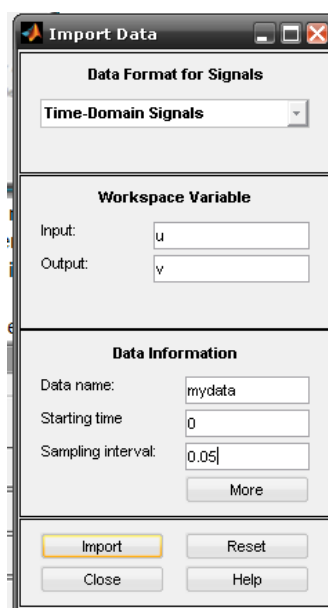 Import Data
Data Format for Signals
Time-Domain Signals
Workspace Variable
Input: u
Output: v
Data Information
Data name: mydata
Starting time 0
Sampling interval: 0.05
More
Import Reset
Close Help